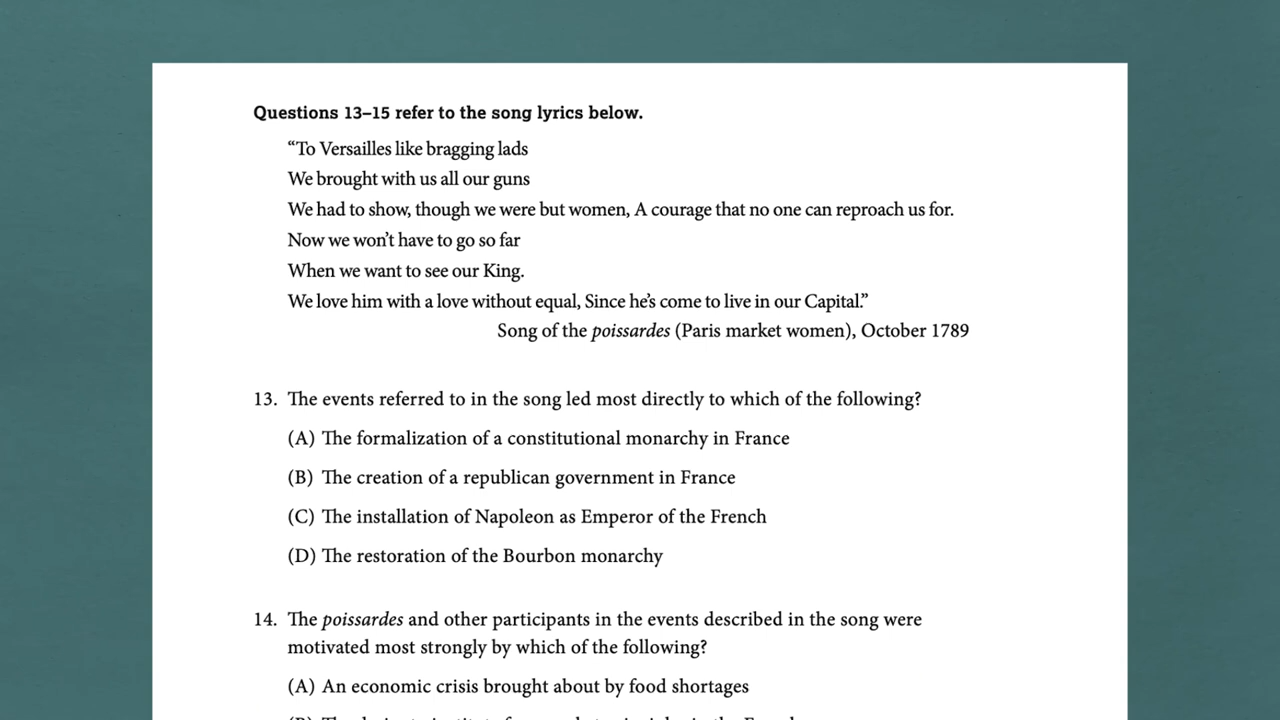 Questions 13–15 refer to the song lyrics below.
“To Versailles like bragging lads
We brought with us all our guns
We had to show, though we were but women, A courage that no one can reproach us for.
Now we won’t have to go so far
When we want to see our King.
We love him with a love without equal, Since he’s come to live in our Capital.”
Song of the poissardes (Paris market women), October 1789
13. The events referred to in the song led most directly to which of the following?
(A) The formalization of a constitutional monarchy in France
(B) The creation of a republican government in France
(C) The installation of Napoleon as Emperor of the French
(D) The restoration of the Bourbon monarchy
14. The poissardes and other participants in the events described in the song were
motivated most strongly by which of the following?
(A) An economic crisis brought about by food shortages